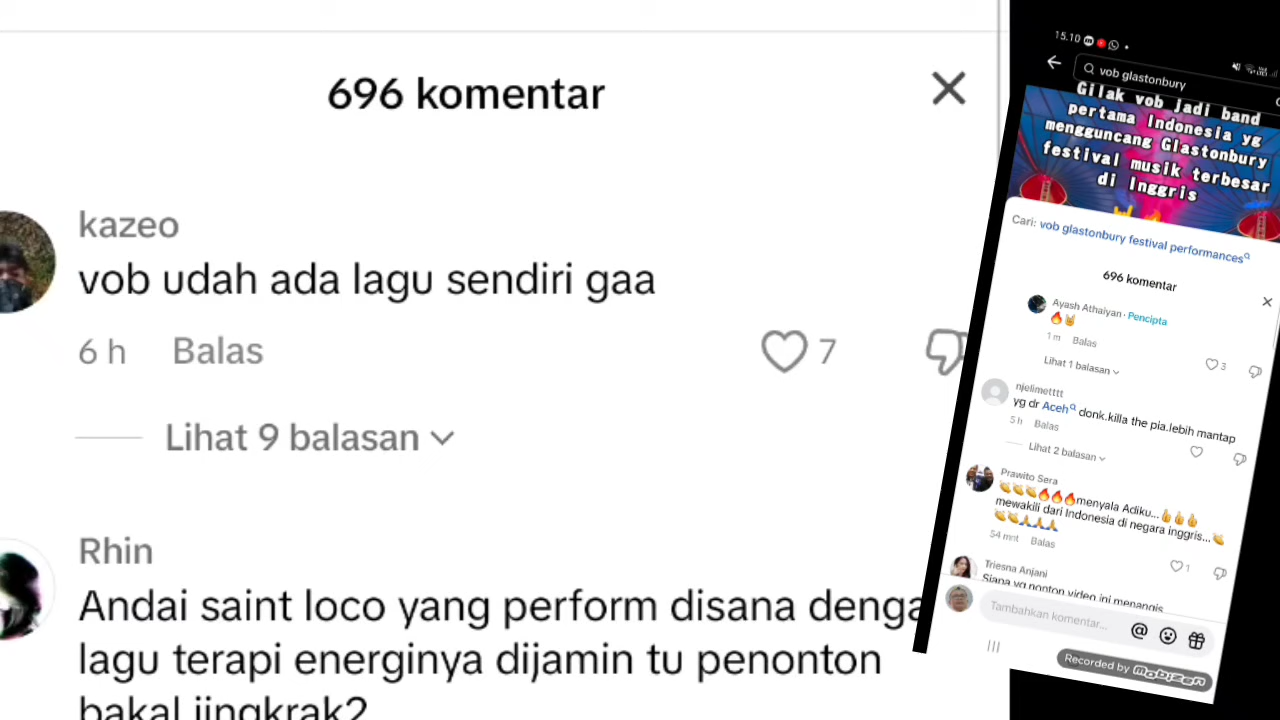 696 komentar
kazeo
vob udah ada lagu sendiri gaa
6 h Balas
7
Lihat 9 balasan
Rhin
Andai saint loco yang perform disana denga
lagu terapi energinya dijamin tu penonton
bakal jingkrak?
15.10
vob glastonbury
Gilak vob jadi band
pertama Indonesia yg
mengguncang Glastonbury
festival musik terbesar
di Inggris
Cari: vob glastonbury festival performances
696 komentar
Ayash Athaiyan · Pencipta
🔥🤘
1 m Balas
3
Lihat 1 balasan
njelimetttt
yg dr Aceh donk.killa the pia.lebih mantap
5 h Balas
Lihat 2 balasan
Prawito Sera
👏👏👏🔥🔥🔥menyala Adiku...👍👍👍
mewakili dari Indonesia di negara inggris...👏
👏👏🙏🙏🙏
54 mnt Balas
1
Triesna Anjani
Siapa yg nonton video ini menangis
Tambahkan komentar...
Recorded by mobizen